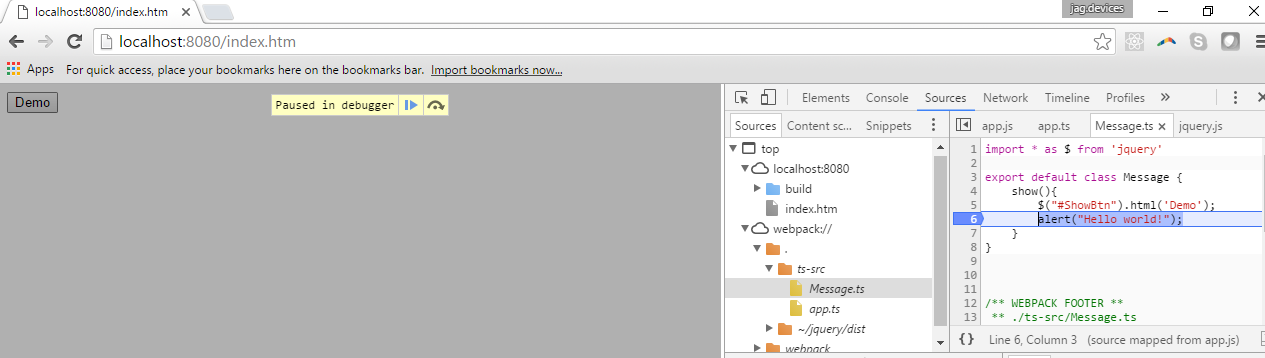 localhost:8080/index.htm
jag.devices
localhost:8080/index.htm
Apps For quick access, place your bookmarks here on the bookmarks bar. Import bookmarks now...
Demo
Paused in debugger
Elements Console Sources Network Timeline Profiles »
Sources Content sc... Snippets
app.js app.ts Message.ts × jquery.js
top
localhost:8080
build
index.htm
webpack://
.
ts-src
Message.ts
app.ts
~/jquery/dist
webpack
1 import * as $ from 'jquery'
2
3 export default class Message {
4 show(){
5 $("#ShowBtn").html('Demo');
6 alert("Hello world!");
7 }
8 }
9
10
11
12 /** WEBPACK FOOTER **
13 ** ./ts-src/Message.ts
{} Line 6, Column 3 (source mapped from app.js)